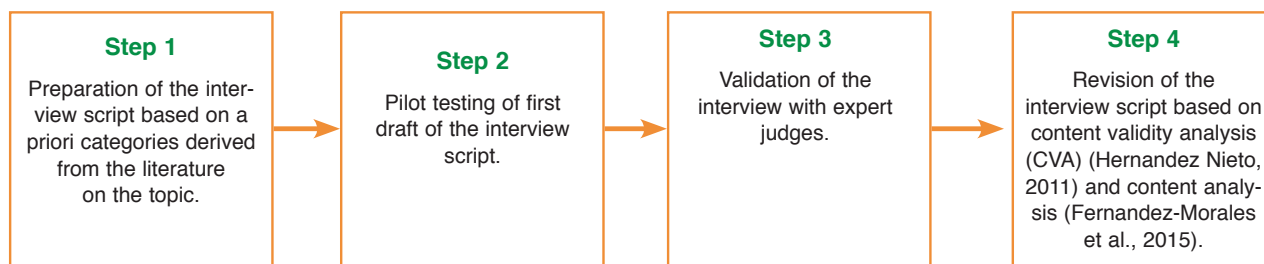 Step 1
Preparation of the inter-
view script based on a
priori categories derived
from the literature
on the topic.
Step 2
Pilot testing of first
draft of the interview
script.
Step 3
Validation of the
interview with expert
judges.
Step 4
Revision of the
interview script based on
content validity analysis
(CVA) (Hernandez Nieto,
2011) and content analy-
sis (Fernandez-Morales
et al., 2015).